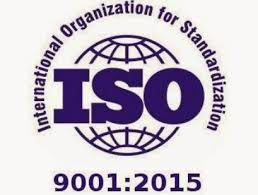 International Organization for Standardization
ISO
9001:2015